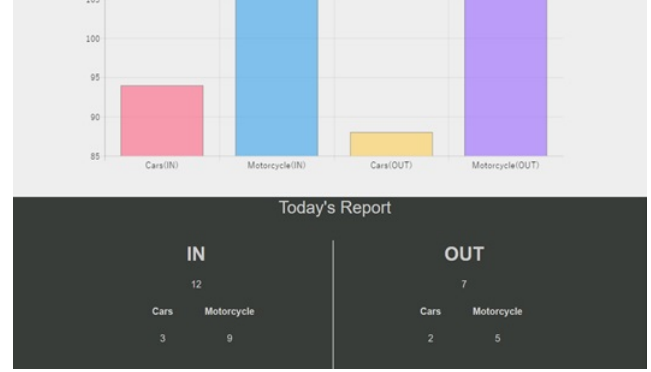 105
100
95
90
85
Cars(IN) Motorcycle(IN) Cars(OUT) Motorcycle(OUT)
Today's Report
IN OUT
12 7
Cars Motorcycle Cars Motorcycle
3 9 2 5